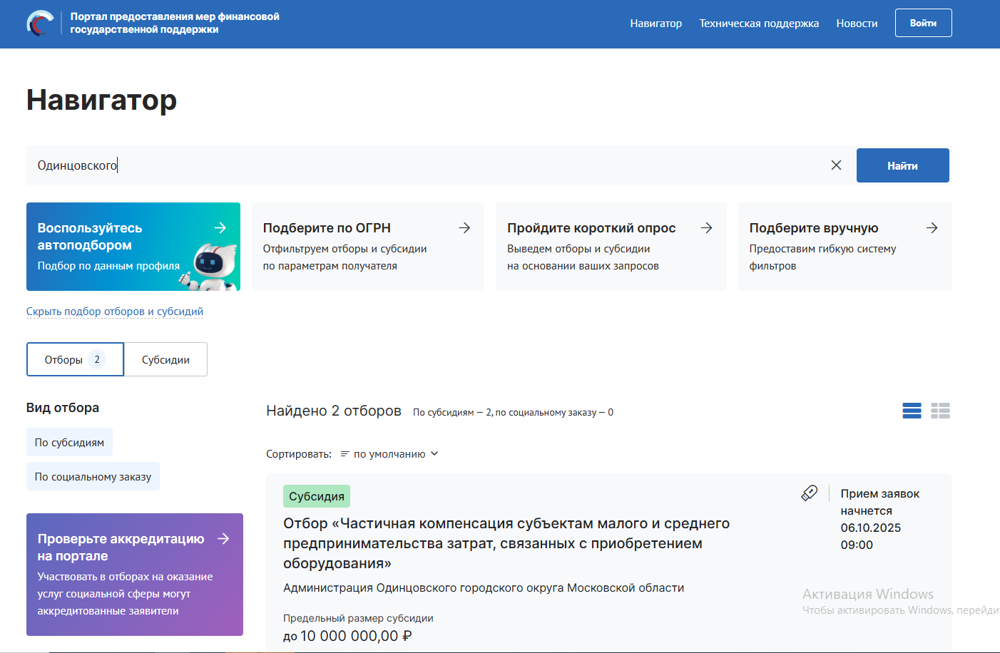 Портал предоставления мер финансовой
государственной поддержки
Навигатор
Техническая поддержка
Новости
Войти
Навигатор
Одинцовского
Найти
Воспользуйтесь
автоподбором
Подбор по данным профиля
Подберите по ОГРН
Отфильтруем отборы и субсидии
по параметрам получателя
Пройдите короткий опрос
Выведем отборы и субсидии
на основании ваших запросов
Подберите вручную
Предоставим гибкую систему
фильтров
Скрыть подбор отборов и субсидий
Отборы 2
Субсидии
Вид отбора
По субсидиям
По социальному заказу
Проверьте аккредитацию
на портале
Участвовать в отборах на оказание
услуг социальной сферы могут
аккредитованные заявители
Найдено 2 отборов
По субсидиям — 2, по социальному заказу — 0
Сортировать: по умолчанию
Субсидия
Отбор «Частичная компенсация субъектам малого и среднего
предпринимательства затрат, связанных с приобретением
оборудования»
Администрация Одинцовского городского округа Московской области
Предельный размер субсидии
до 10 000 000,00 ₽
Прием заявок
начнется
06.10.2025
09:00
Активация Windows
Чтобы активировать Windows, перейди